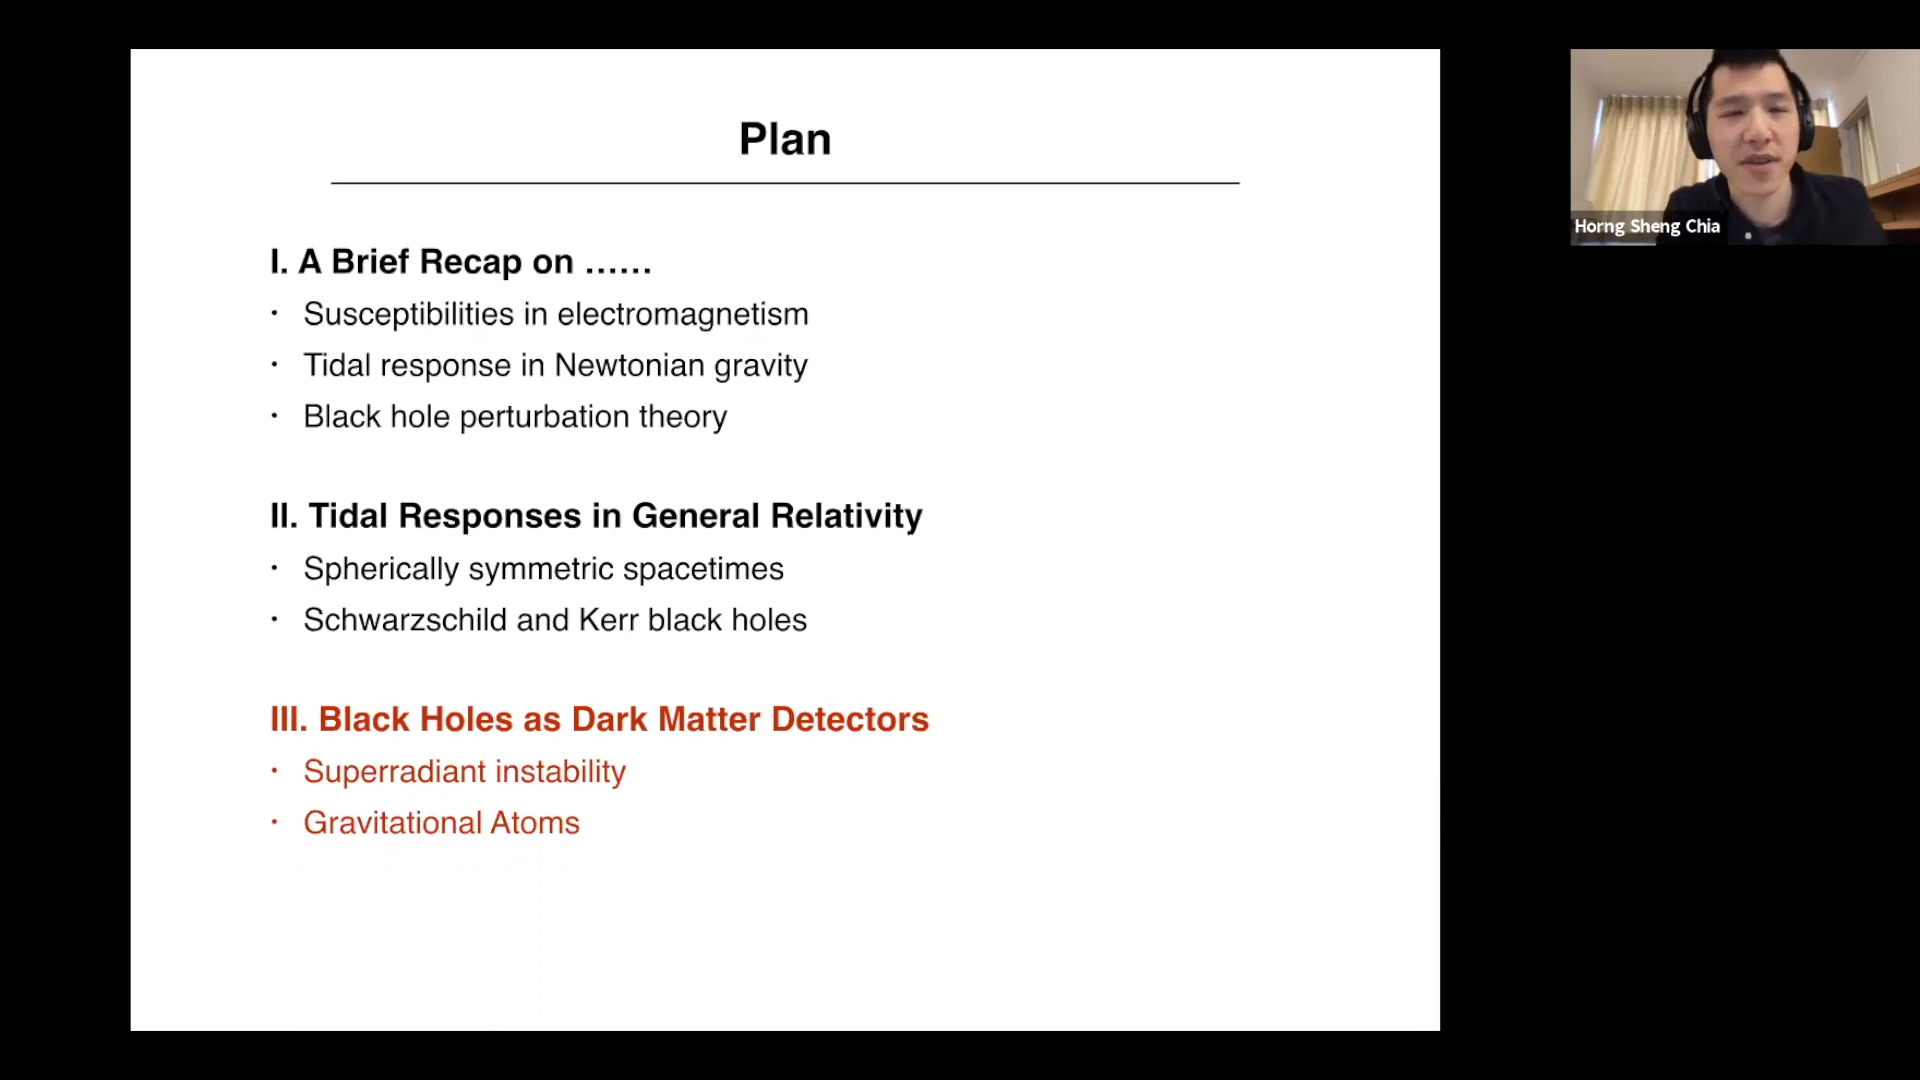 Plan
I. A Brief Recap on ......
· Susceptibilities in electromagnetism
· Tidal response in Newtonian gravity
· Black hole perturbation theory
II. Tidal Responses in General Relativity
· Spherically symmetric spacetimes
· Schwarzschild and Kerr black holes
III. Black Holes as Dark Matter Detectors
· Superradiant instability
· Gravitational Atoms
Horng Sheng Chia